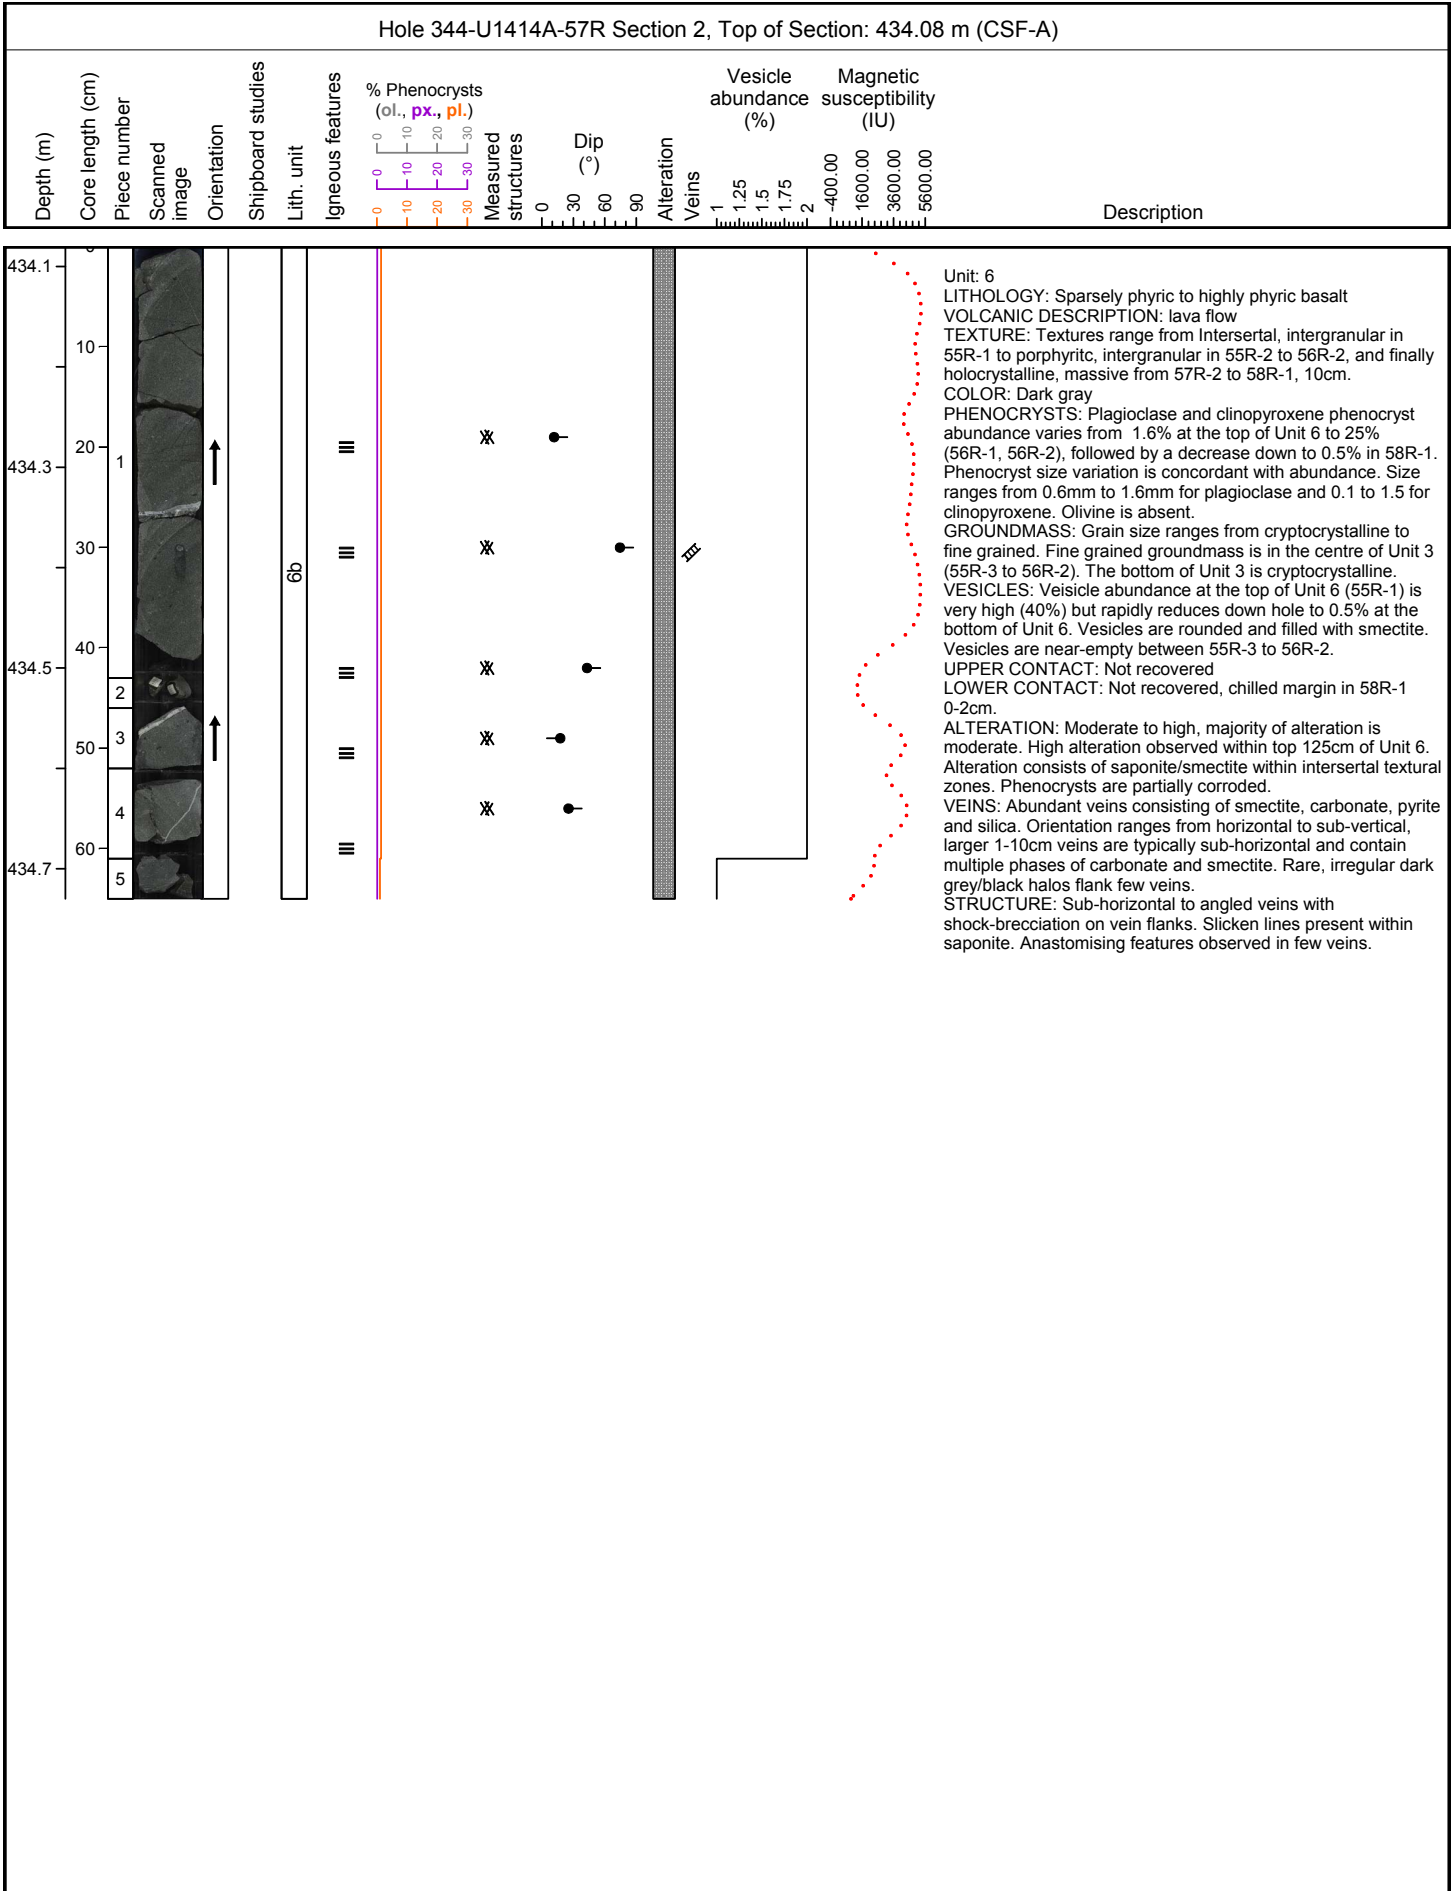 Hole 344-U1414A-57R Section 2, Top of Section: 434.08 m (CSF-A)
Depth (m)
Core length (cm)
Piece number
Scanned
image
Orientation
Shipboard studies
Lith. unit
Igneous features
% Phenocrysts
(ol., px., pl.)
0 10 20 30
0 10 20 30
0 10 20 30
Measured
structures
Dip
(°)
0 30 60 90
Alteration
Veins
Vesicle
abundance
(%)
1 1.25 1.5 1.75 2
Magnetic
susceptibility
(IU)
-400.00 1600.00 3600.00 5600.00
Description
434.1
434.3
434.5
434.7
10
20
30
40
50
60
1
2
3
4
5
6b
Unit: 6
LITHOLOGY: Sparsely phyric to highly phyric basalt
VOLCANIC DESCRIPTION: lava flow
TEXTURE: Textures range from Intersertal, intergranular in
55R-1 to porphyritc, intergranular in 55R-2 to 56R-2, and finally
holocrystalline, massive from 57R-2 to 58R-1, 10cm.
COLOR: Dark gray
PHENOCRYSTS: Plagioclase and clinopyroxene phenocryst
abundance varies from 1.6% at the top of Unit 6 to 25%
(56R-1, 56R-2), followed by a decrease down to 0.5% in 58R-1.
Phenocryst size variation is concordant with abundance. Size
ranges from 0.6mm to 1.6mm for plagioclase and 0.1 to 1.5 for
clinopyroxene. Olivine is absent.
GROUNDMASS: Grain size ranges from cryptocrystalline to
fine grained. Fine grained groundmass is in the centre of Unit 3
(55R-3 to 56R-2). The bottom of Unit 3 is cryptocrystalline.
VESICLES: Veisicle abundance at the top of Unit 6 (55R-1) is
very high (40%) but rapidly reduces down hole to 0.5% at the
bottom of Unit 6. Vesicles are rounded and filled with smectite.
Vesicles are near-empty between 55R-3 to 56R-2.
UPPER CONTACT: Not recovered
LOWER CONTACT: Not recovered, chilled margin in 58R-1
0-2cm.
ALTERATION: Moderate to high, majority of alteration is
moderate. High alteration observed within top 125cm of Unit 6.
Alteration consists of saponite/smectite within intersertal textural
zones. Phenocrysts are partially corroded.
VEINS: Abundant veins consisting of smectite, carbonate, pyrite
and silica. Orientation ranges from horizontal to sub-vertical,
larger 1-10cm veins are typically sub-horizontal and contain
multiple phases of carbonate and smectite. Rare, irregular dark
grey/black halos flank few veins.
STRUCTURE: Sub-horizontal to angled veins with
shock-brecciation on vein flanks. Slicken lines present within
saponite. Anastomising features observed in few veins.